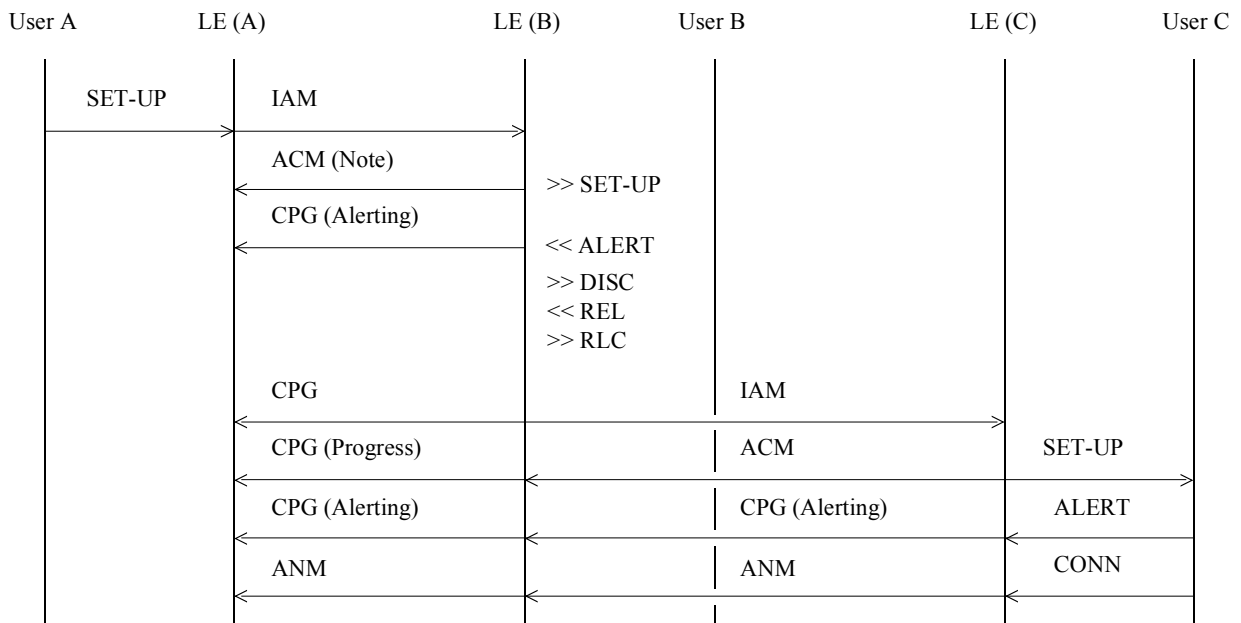 User A LE (A) LE (B) User B LE (C) User C
SET-UP IAM
ACM (Note)
>> SET-UP
CPG (Alerting)
<< ALERT
>> DISC
<< REL
>> RLC
CPG IAM
CPG (Progress) ACM SET-UP
CPG (Alerting) CPG (Alerting) ALERT
ANM ANM CONN